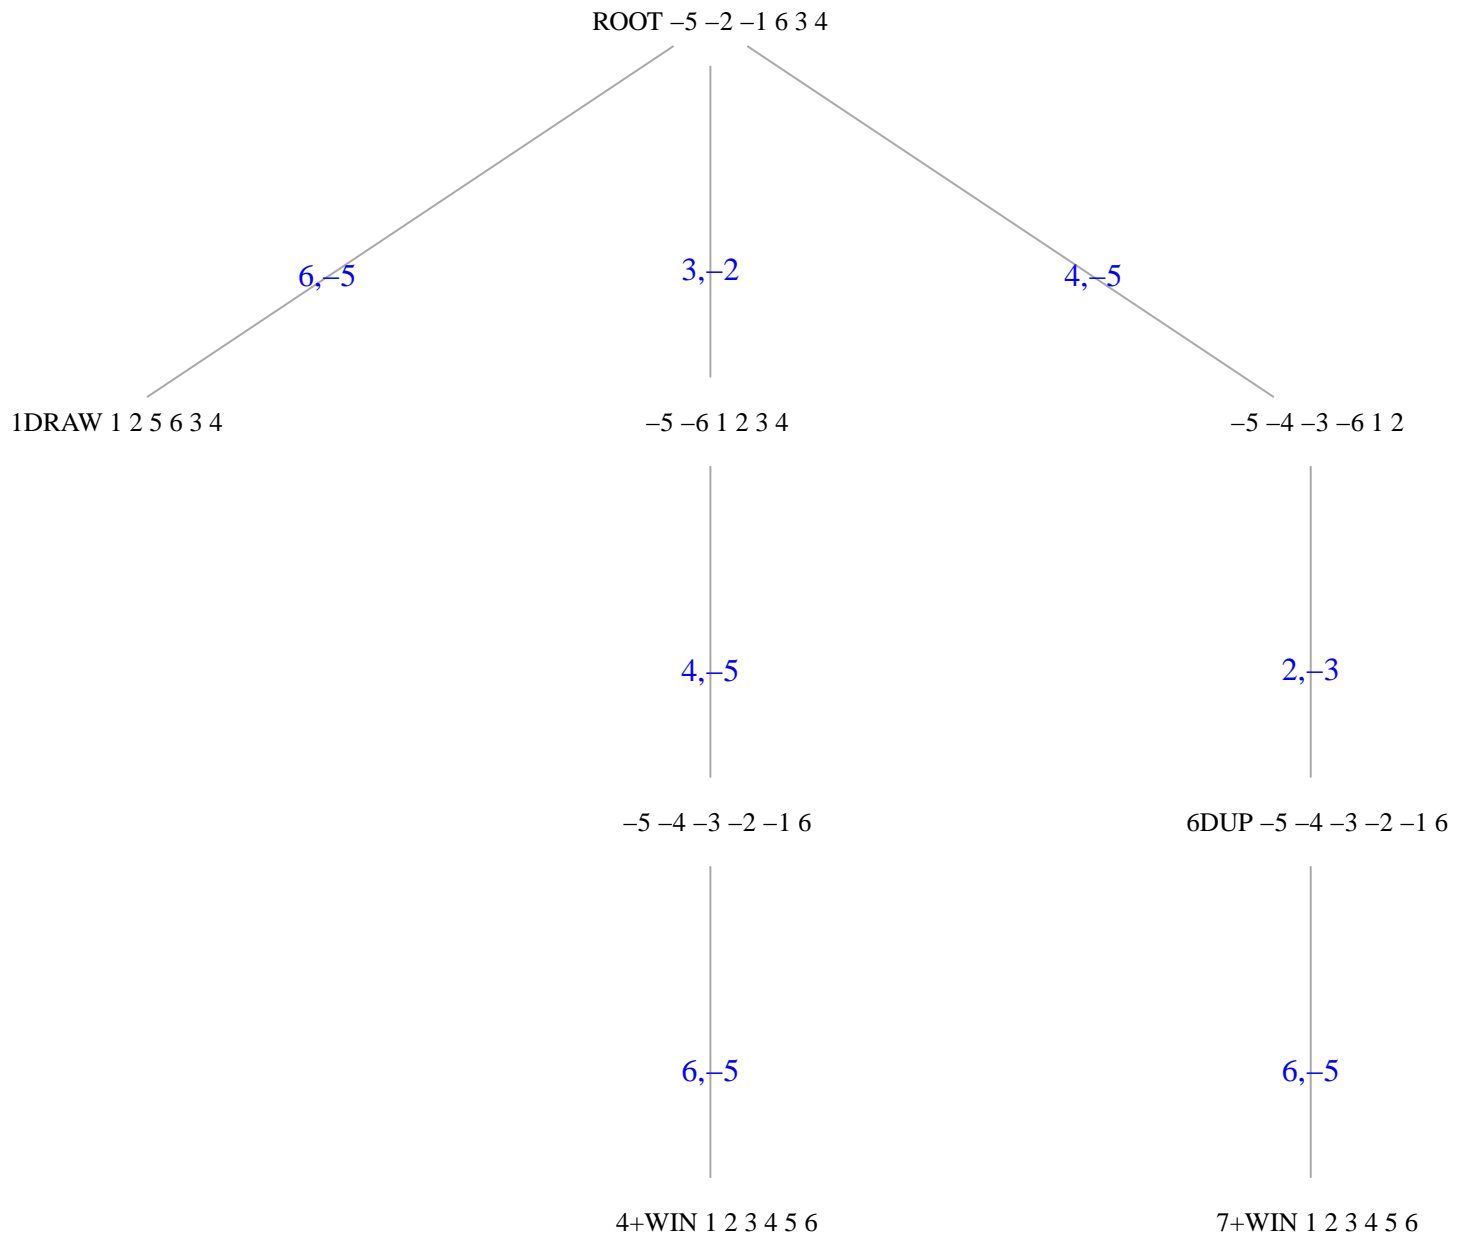 ROOT –5 –2 –1 6 3 4
6,–5
3,–2
4,–5
1DRAW 1 2 5 6 3 4
–5 –6 1 2 3 4
–5 –4 –3 –6 1 2
4,–5
2,–3
–5 –4 –3 –2 –1 6
6DUP –5 –4 –3 –2 –1 6
6,–5
6,–5
4+WIN 1 2 3 4 5 6
7+WIN 1 2 3 4 5 6